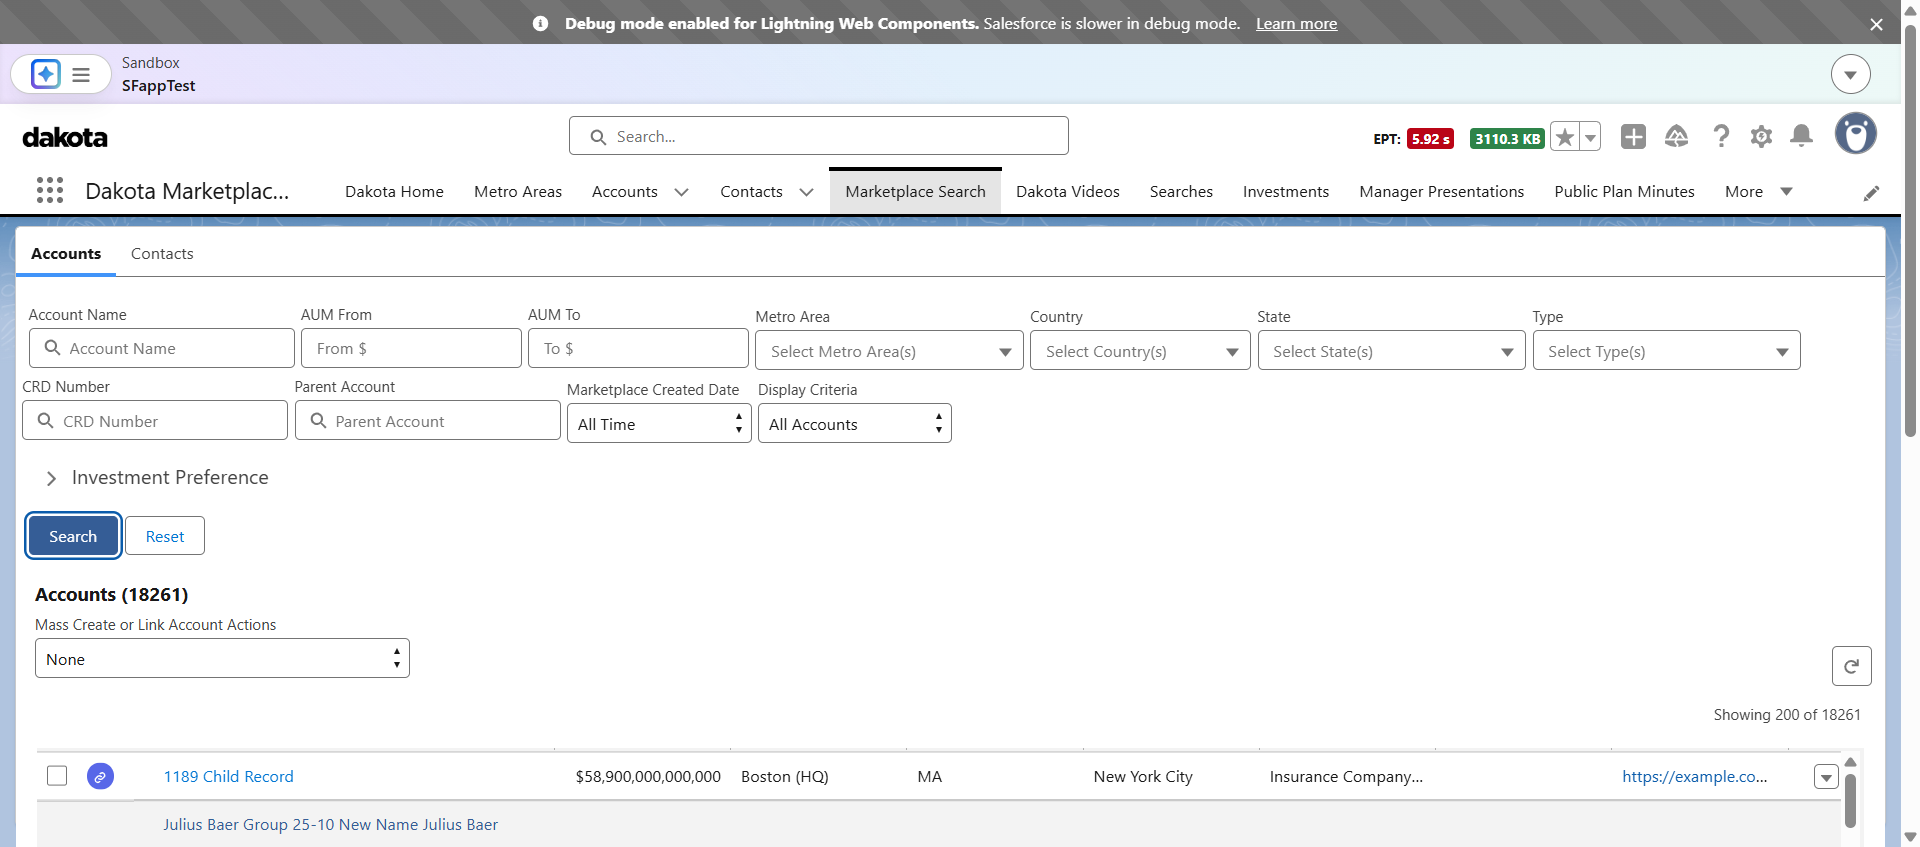 Debug mode enabled for Lightning Web Components. Salesforce is slower in debug mode. Learn more
Sandbox
SFappTest
dakota
Search...
EPT: 5.92 s 3110.3 KB
Dakota Marketplac...
Dakota Home Metro Areas Accounts Contacts Marketplace Search Dakota Videos Searches Investments Manager Presentations Public Plan Minutes More
Accounts Contacts
Account Name AUM From AUM To Metro Area Country State Type
Account Name From $ To $ Select Metro Area(s) Select Country(s) Select State(s) Select Type(s)
CRD Number Parent Account Marketplace Created Date Display Criteria
CRD Number Parent Account All Time All Accounts
Investment Preference
Search Reset
Accounts (18261)
Mass Create or Link Account Actions
None
Showing 200 of 18261
1189 Child Record $58,900,000,000,000 Boston (HQ) MA New York City Insurance Company... https://example.co...
Julius Baer Group 25-10 New Name Julius Baer